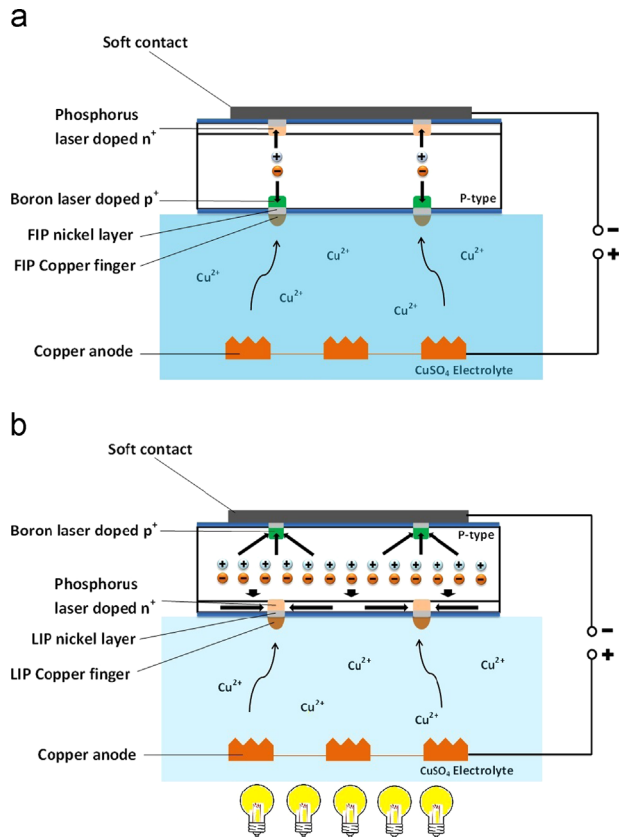 a
Soft contact
Phosphorus
laser doped n⁺
+ +
− −
Boron laser doped p⁺
P-type
FIP nickel layer
FIP Copper finger
−
+
Cu²⁺
Cu²⁺
Cu²⁺
Cu²⁺
Cu²⁺
Copper anode
CuSO₄ Electrolyte
b
Soft contact
Boron laser doped p⁺
P-type
+ + + + + + + + + + + + +
− − − − − − − − − − − − −
Phosphorus
laser doped n⁺
LIP nickel layer
LIP Copper finger
−
+
Cu²⁺
Cu²⁺
Cu²⁺
Cu²⁺
Cu²⁺
Copper anode
CuSO₄ Electrolyte